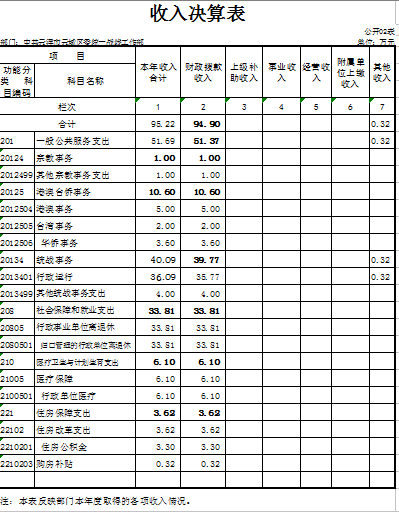 收入决算表
公开02表
部门：中共云浮市云城区委统一战线工作部 单位：万元
项 目 本年收入合计 财政拨款收入 上级补助收入 事业收入 经营收入 附属单位上缴收入 其他收入
功能分类科目编码 科目名称
栏次 1 2 3 4 5 6 7
合计 95.22 94.90 0.32
201 一般公共服务支出 51.69 51.37 0.32
20124 宗教事务 1.00 1.00
2012499 其他宗教事务支出 1.00 1.00
20125 港澳台侨事务 10.60 10.60
2012504 港澳事务 5.00 5.00
2012505 台湾事务 2.00 2.00
2012506 华侨事务 3.60 3.60
20134 统战事务 40.09 39.77 0.32
2013401 行政运行 36.09 35.77 0.32
2013499 其他统战事务支出 4.00 4.00
208 社会保障和就业支出 33.81 33.81
20805 行政事业单位离退休 33.81 33.81
2080501 归口管理的行政单位离退休 33.81 33.81
210 医疗卫生与计划生育支出 6.10 6.10
21005 医疗保障 6.10 6.10
2100501 行政单位医疗 6.10 6.10
221 住房保障支出 3.62 3.62
22102 住房改革支出 3.62 3.62
2210201 住房公积金 3.30 3.30
2210203 购房补贴 0.32 0.32
注：本表反映部门本年度取得的各项收入情况。